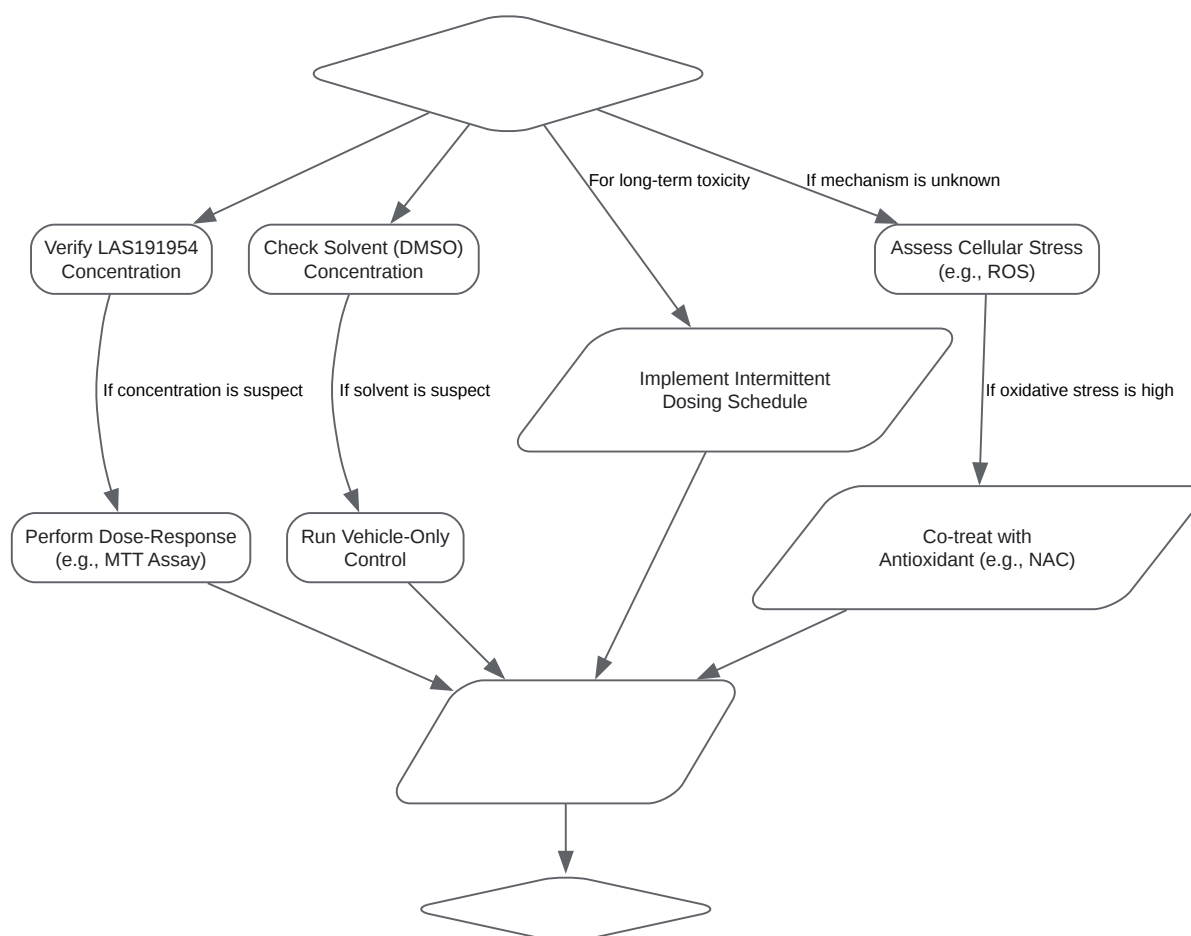 For long-term toxicity
If mechanism is unknown
Verify LAS191954
Concentration
Check Solvent (DMSO)
Concentration
Assess Cellular Stress
(e.g., ROS)
Implement Intermittent
Dosing Schedule
If concentration is suspect
If solvent is suspect
If oxidative stress is high
Perform Dose-Response
(e.g., MTT Assay)
Run Vehicle-Only
Control
Co-treat with
Antioxidant (e.g., NAC)